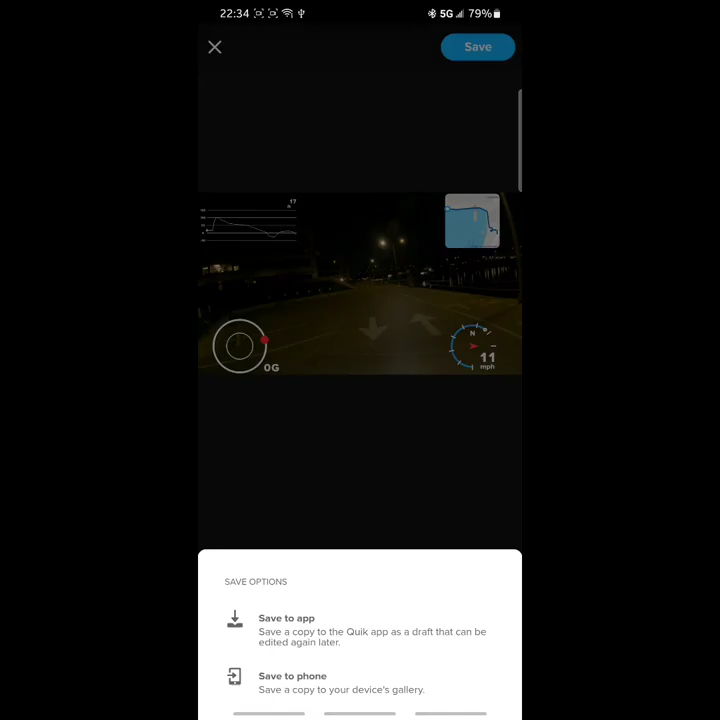 22:34
5G 79%
Save
17
N
11
mph
0G
SAVE OPTIONS
Save to app
Save a copy to the Quik app as a draft that can be
edited again later.
Save to phone
Save a copy to your device's gallery.